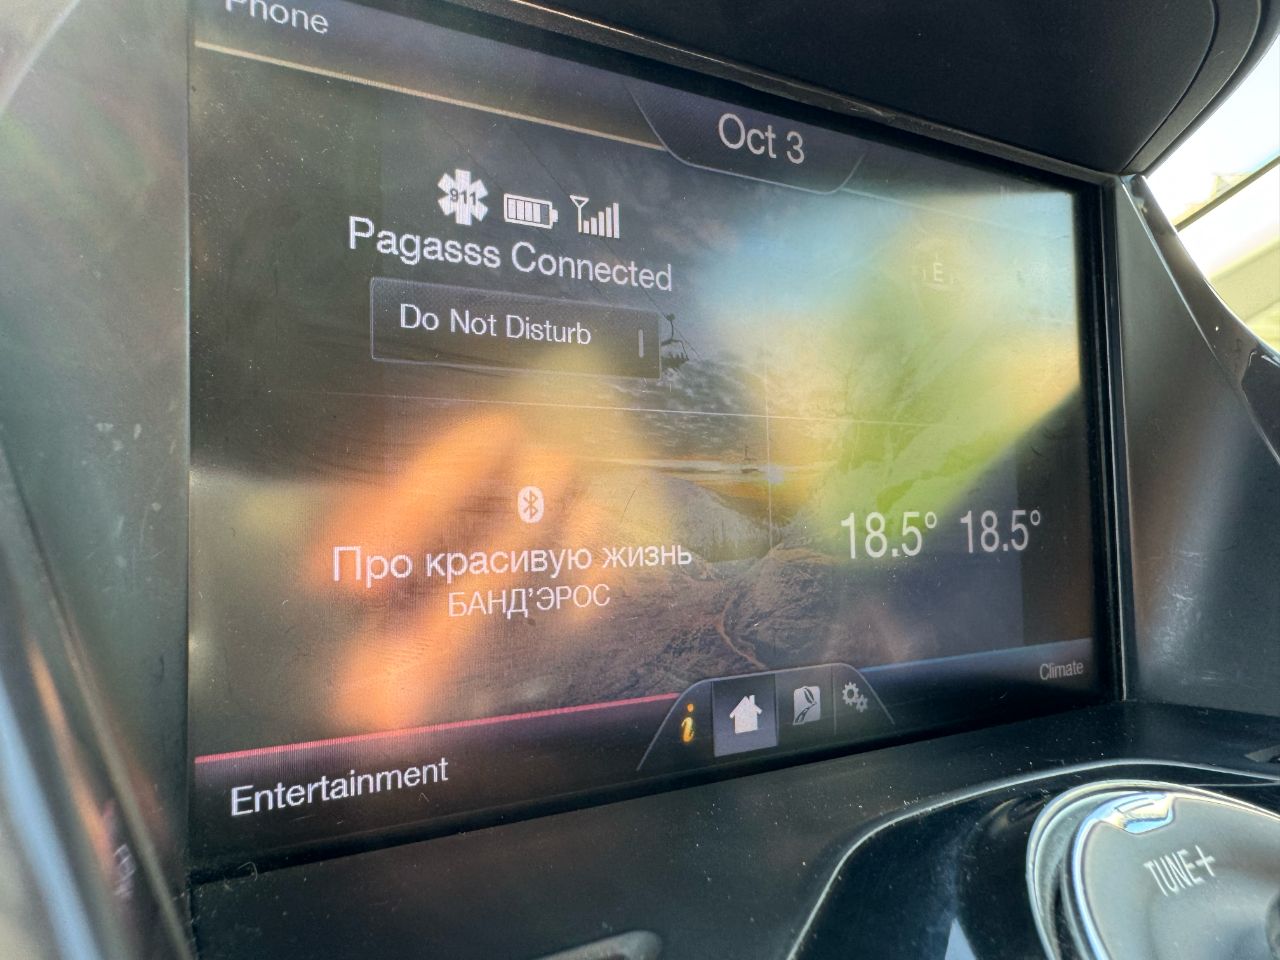 Phone
Oct 3
911
Pagasss Connected
Do Not Disturb
E
Про красивую жизнь
БАНД'ЭРОС
18.5° 18.5°
Climate
i
Entertainment
TUNE+